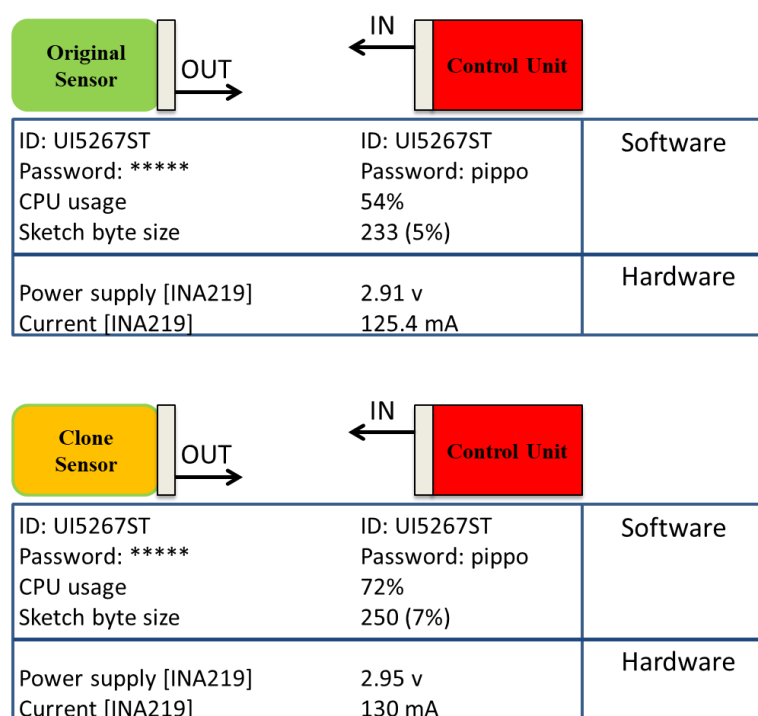 Original
Sensor
OUT
IN
Control Unit
ID: UI5267ST ID: UI5267ST Software
Password: ***** Password: pippo
CPU usage 54%
Sketch byte size 233 (5%)
Hardware
Power supply [INA219] 2.91 v
Current [INA219] 125.4 mA
Clone
Sensor
OUT
IN
Control Unit
ID: UI5267ST ID: UI5267ST Software
Password: ***** Password: pippo
CPU usage 72%
Sketch byte size 250 (7%)
Hardware
Power supply [INA219] 2.95 v
Current [INA219] 130 mA